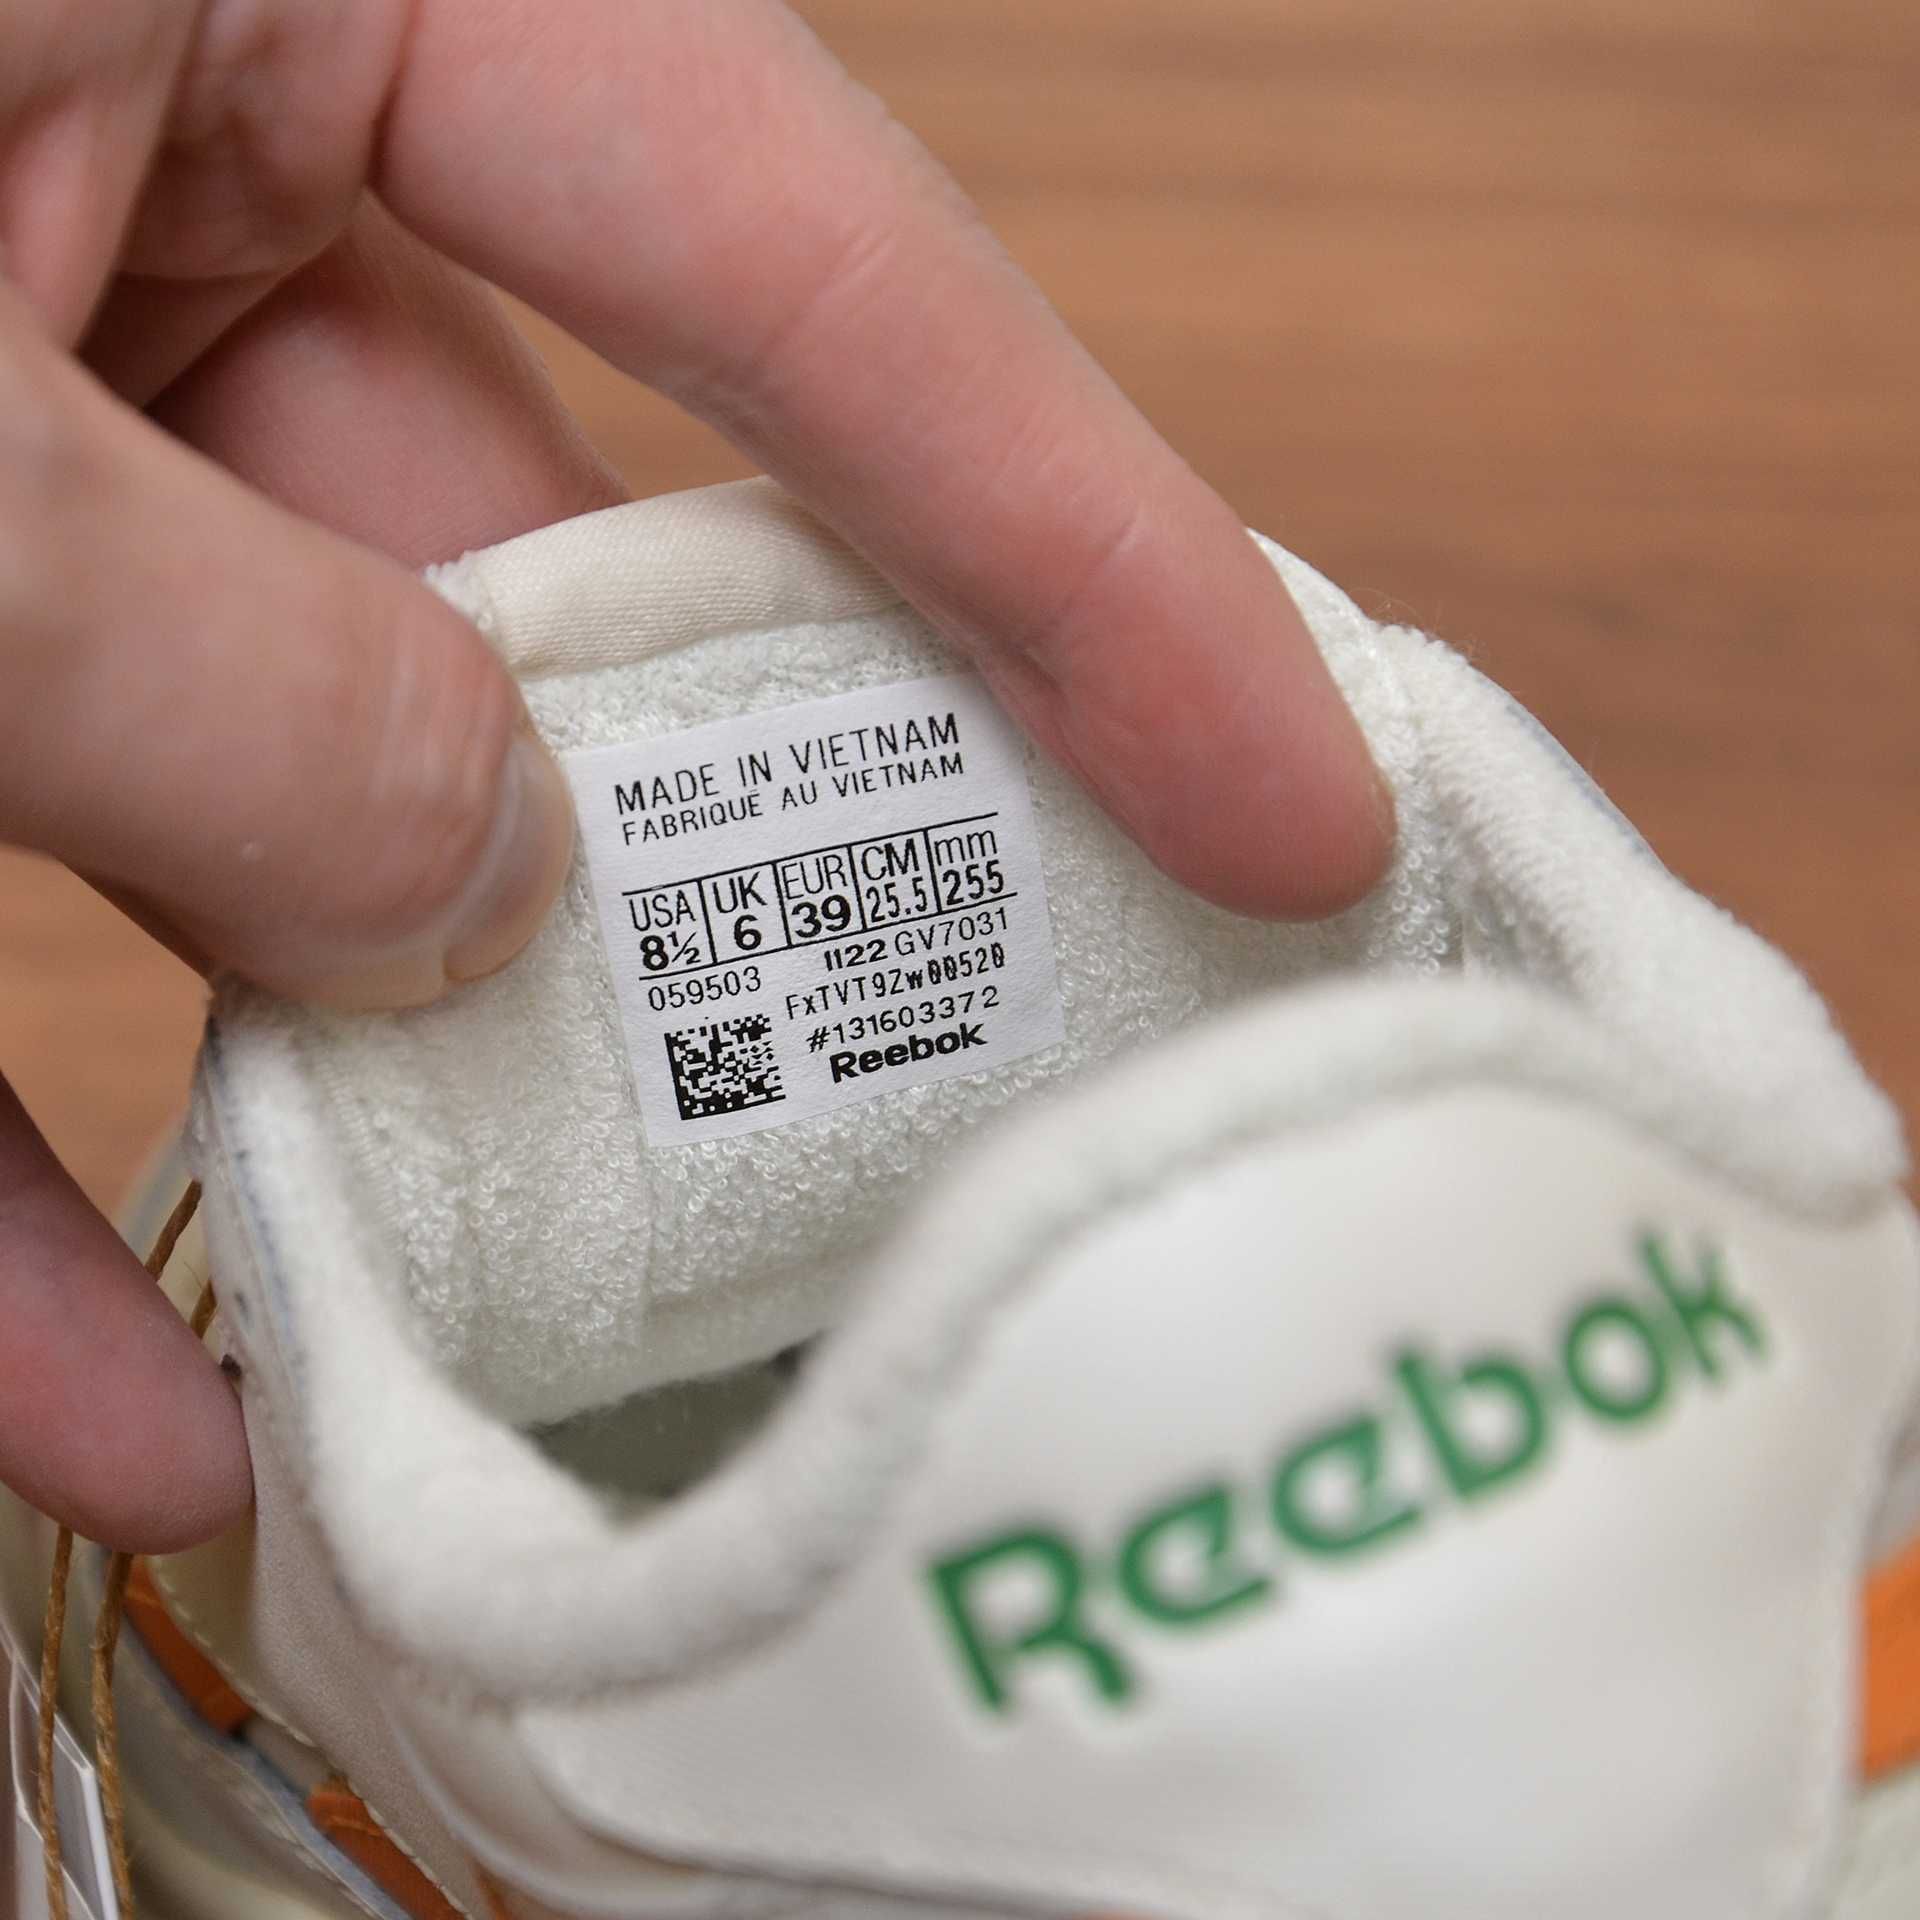 MADE IN VIETNAM
FABRIQUÉ AU VIETNAM
USA UK EUR CM mm
8½ 6 39 25.5 255
059503 1122 GV7031
FxTVT9Zw00520
#131603372
Reebok
Reebok